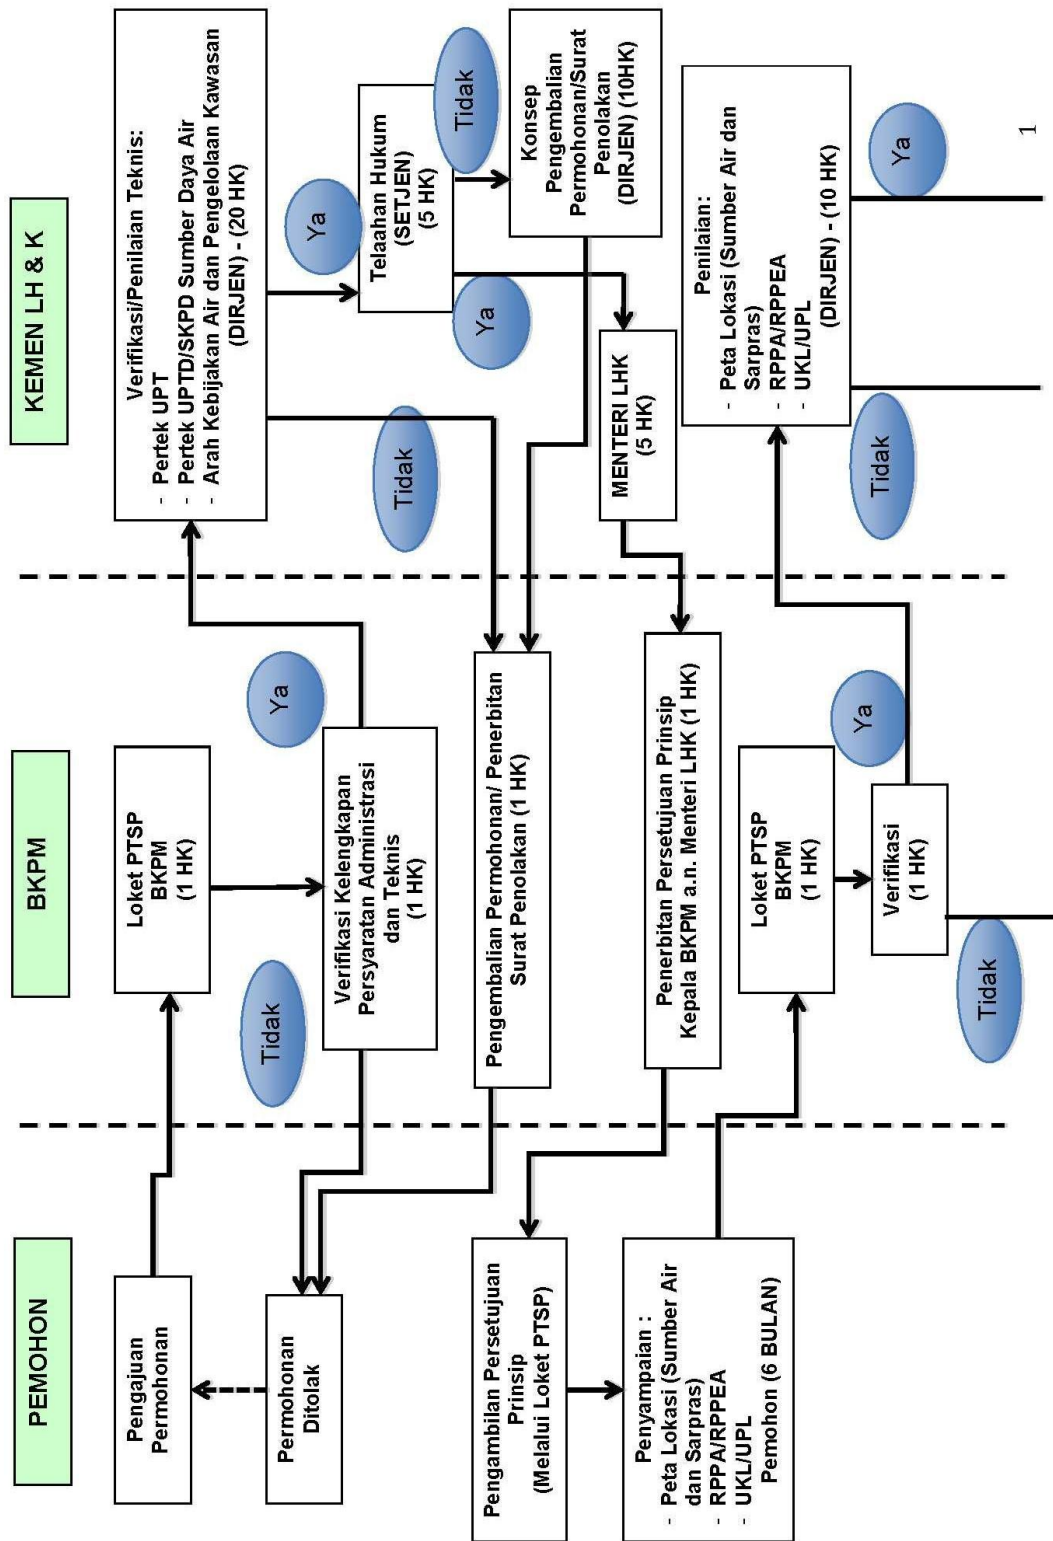 PEMOHON
BKPM
KEMEN LH & K
Pengajuan
Permohonan
Permohonan
Ditolak
Pengambilan Persetujuan
Prinsip
(Melalui Loket PTSP)
Penyampaian :
- Peta Lokasi (Sumber Air
dan Sarpras)
- RPPA/RPPEA
- UKL/UPL
Pemohon (6 BULAN)
Loket PTSP
BKPM
(1 HK)
Tidak
Ya
Verifikasi Kelengkapan
Persyaratan Administrasi
dan Teknis
(1 HK)
Pengembalian Permohonan/ Penerbitan
Surat Penolakan (1 HK)
Penerbitan Persetujuan Prinsip
Kepala BKPM a.n. Menteri LHK (1 HK)
Loket PTSP
BKPM
(1 HK)
Ya
Verifikasi
(1 HK)
Tidak
Verifikasi/Penilaian Teknis:
- Pertek UPT
- Pertek UPTD/SKPD Sumber Daya Air
- Arah Kebijakan Air dan Pengelolaan Kawasan
(DIRJEN) - (20 HK)
Ya
Tidak
Telaahan Hukum
(SETJEN)
(5 HK)
Tidak
Ya
Konsep
Pengembalian
Permohonan/Surat
Penolakan
(DIRJEN) (10HK)
MENTERI LHK
(5 HK)
Penilaian:
- Peta Lokasi (Sumber Air dan
Sarpras)
- RPPA/RPPEA
- UKL/UPL
(DIRJEN) - (10 HK)
Tidak
Ya
1